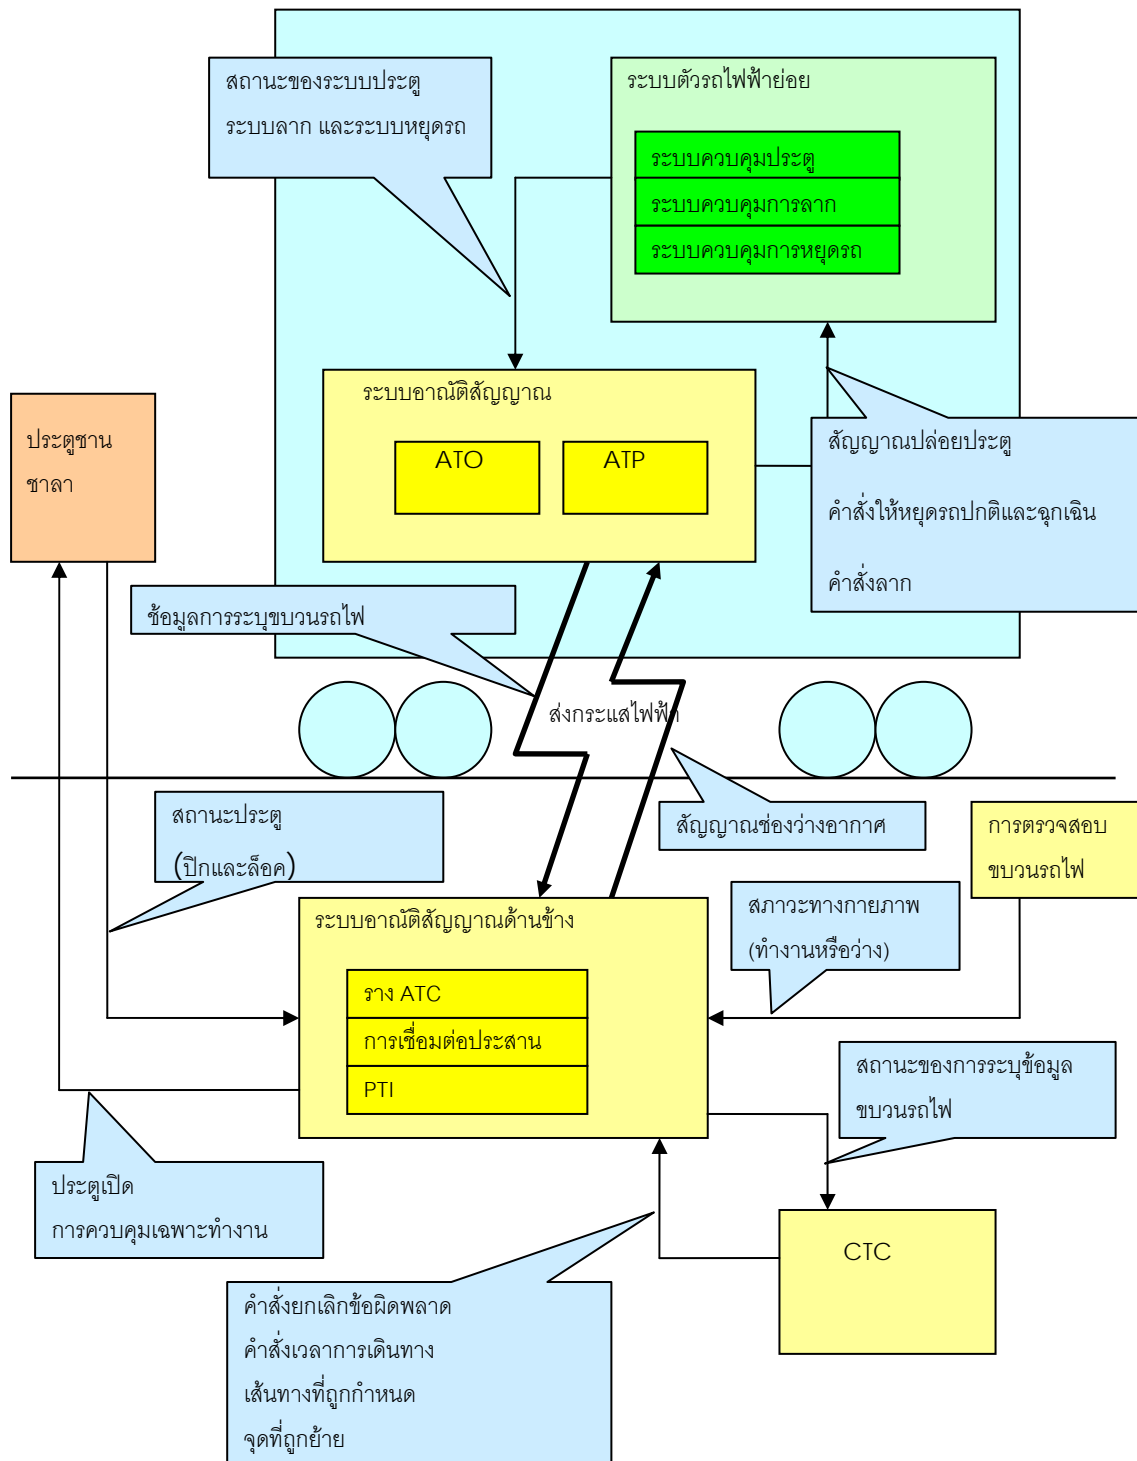 สถานะของระบบประตู
ระบบลาก และระบบหยุดรถ
ระบบตัวรถไฟฟ้าย่อย
ระบบควบคุมประตู
ระบบควบคุมการลาก
ระบบควบคุมการหยุดรถ
ระบบอาณัติสัญญาณ
ATO
ATP
ประตูชาน
ชาลา
สัญญาณปล่อยประตู
คำสั่งให้หยุดรถปกติและฉุกเฉิน
คำสั่งลาก
ช้อมูลการระบุขบวนรถไฟ
ส่งกระแสไฟฟ้า
สถานะประตู
(ปิกและล็อค)
สัญญาณช่องว่างอากาศ
การตรวจสอบ
ขบวนรถไฟ
ระบบอาณัติสัญญาณด้านข้าง
สภาวะทางกายภาพ
(ทำงานหรือว่าง)
ราง ATC
การเชื่อมต่อประสาน
PTI
สถานะของการระบุข้อมูล
ขบวนรถไฟ
ประตูเปิด
การควบคุมเฉพาะทำงาน
CTC
คำสั่งยกเลิกข้อผิดพลาด
คำสั่งเวลาการเดินทาง
เส้นทางที่ถูกกำหนด
จุดที่ถูกย้าย